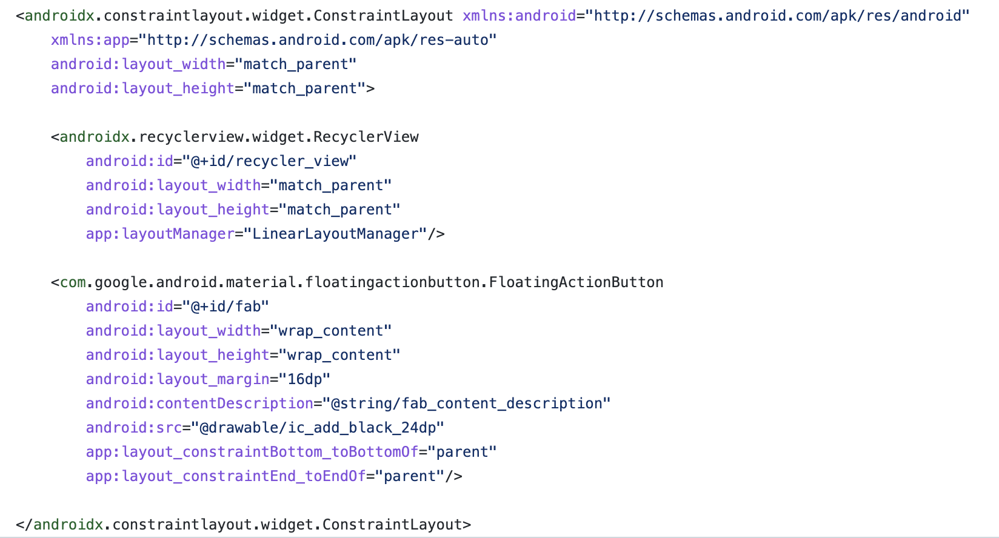 <androidx.constraintlayout.widget.ConstraintLayout xmlns:android="http://schemas.android.com/apk/res/android"
    xmlns:app="http://schemas.android.com/apk/res-auto"
    android:layout_width="match_parent"
    android:layout_height="match_parent">

    <androidx.recyclerview.widget.RecyclerView
        android:id="@+id/recycler_view"
        android:layout_width="match_parent"
        android:layout_height="match_parent"
        app:layoutManager="LinearLayoutManager"/>

    <com.google.android.material.floatingactionbutton.FloatingActionButton
        android:id="@+id/fab"
        android:layout_width="wrap_content"
        android:layout_height="wrap_content"
        android:layout_margin="16dp"
        android:contentDescription="@string/fab_content_description"
        android:src="@drawable/ic_add_black_24dp"
        app:layout_constraintBottom_toBottomOf="parent"
        app:layout_constraintEnd_toEndOf="parent"/>

</androidx.constraintlayout.widget.ConstraintLayout>